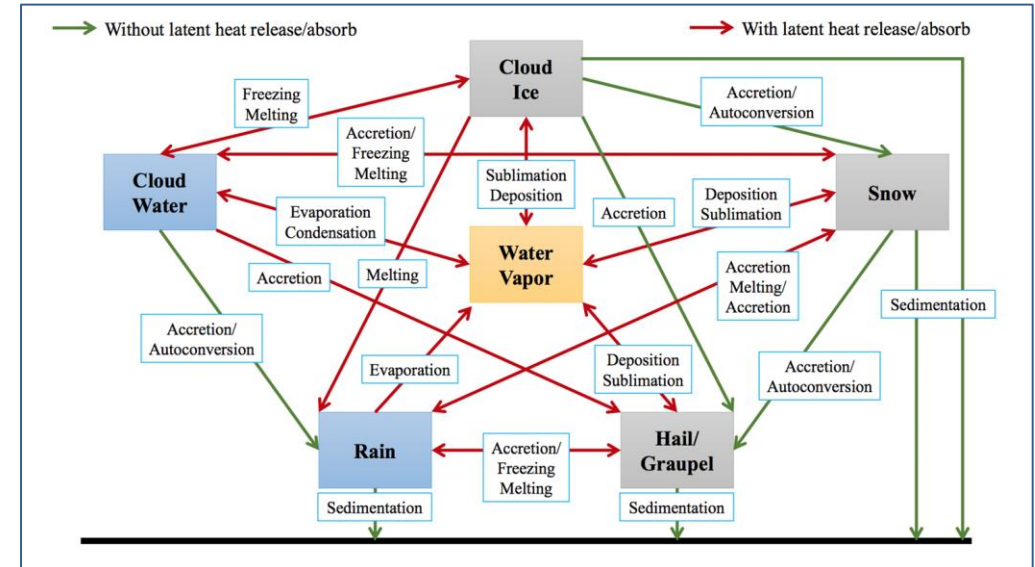 Without latent heat release/absorb
With latent heat release/absorb
Cloud
Ice
Freezing
Melting
Accretion/
Autoconversion
Accretion/
Freezing
Melting
Cloud
Water
Sublimation
Deposition
Snow
Deposition
Sublimation
Evaporation
Condensation
Accretion
Water
Vapor
Accretion
Melting
Accretion
Melting/
Accretion
Sedimentation
Accretion/
Autoconversion
Evaporation
Deposition
Sublimation
Accretion/
Autoconversion
Rain
Accretion/
Freezing
Melting
Hail/
Graupel
Sedimentation
Sedimentation